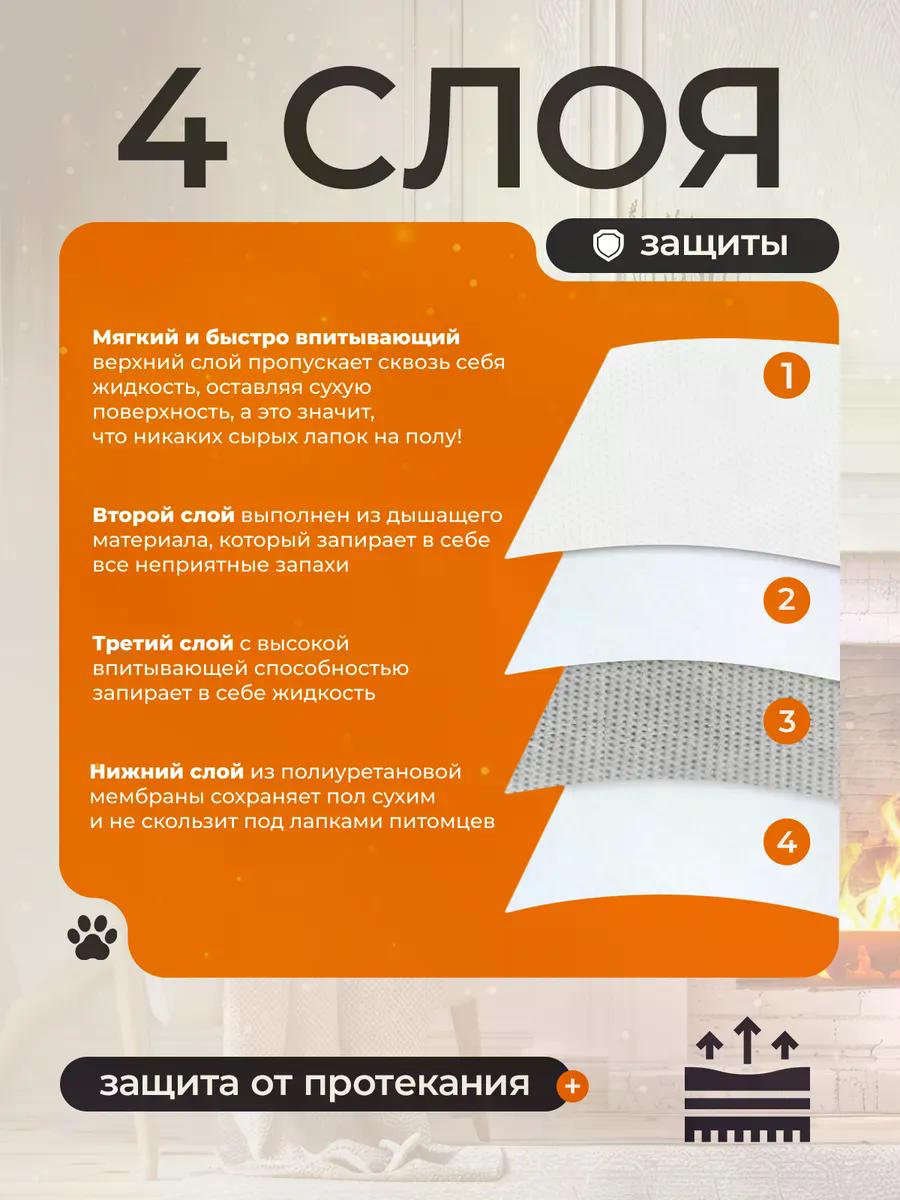 4 СЛОЯ
защиты
Мягкий и быстро впитывающий
верхний слой пропускает сквозь себя
жидкость, оставляя сухую
поверхность, а это значит,
что никаких сырых лапок на полу!
Второй слой выполнен из дышащего
материала, который запирает в себе
все неприятные запахи
Третий слой с высокой
впитывающей способностью
запирает в себе жидкость
Нижний слой из полиуретановой
мембраны сохраняет пол сухим
и не скользит под лапками питомцев
1
2
3
4
защита от протекания
+